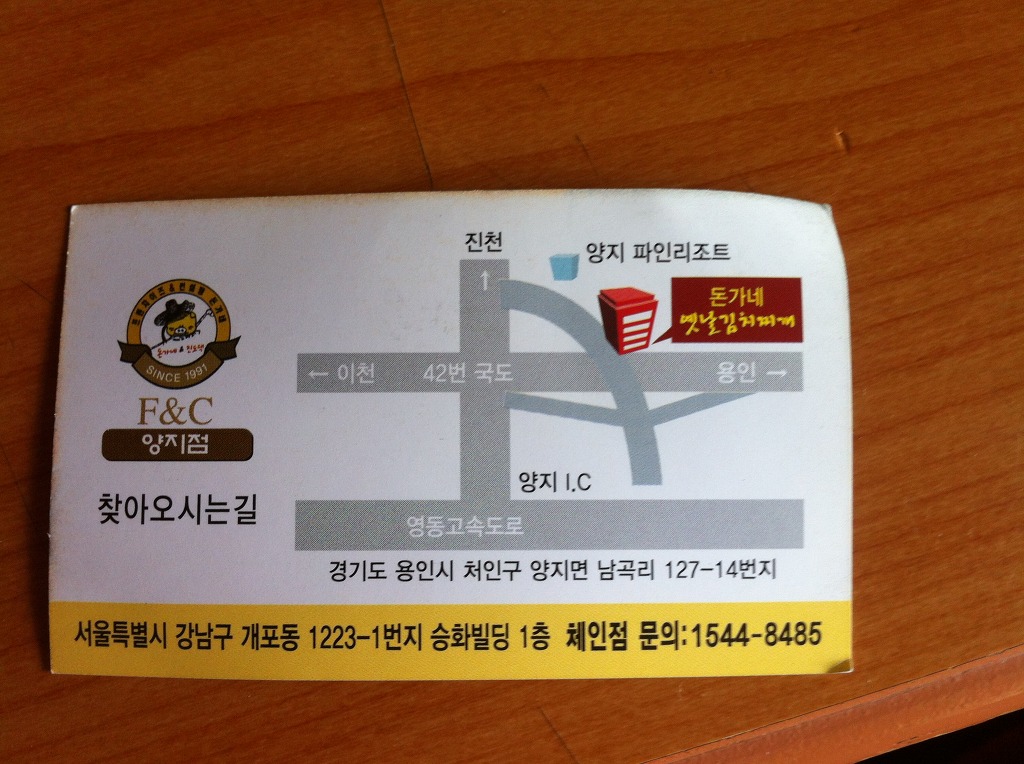 진천
↑
양지 파인리조트
돈가네
옛날김치찌개
← 이천 42번 국도 용인 →
돈가네 &
SINCE 1991
F&C
양지점
찾아오시는길
양지 I.C
영동고속도로
경기도 용인시 처인구 양지면 남곡리 127-14번지
서울특별시 강남구 개포동 1223-1번지 승화빌딩 1층 체인점 문의:1544-8485